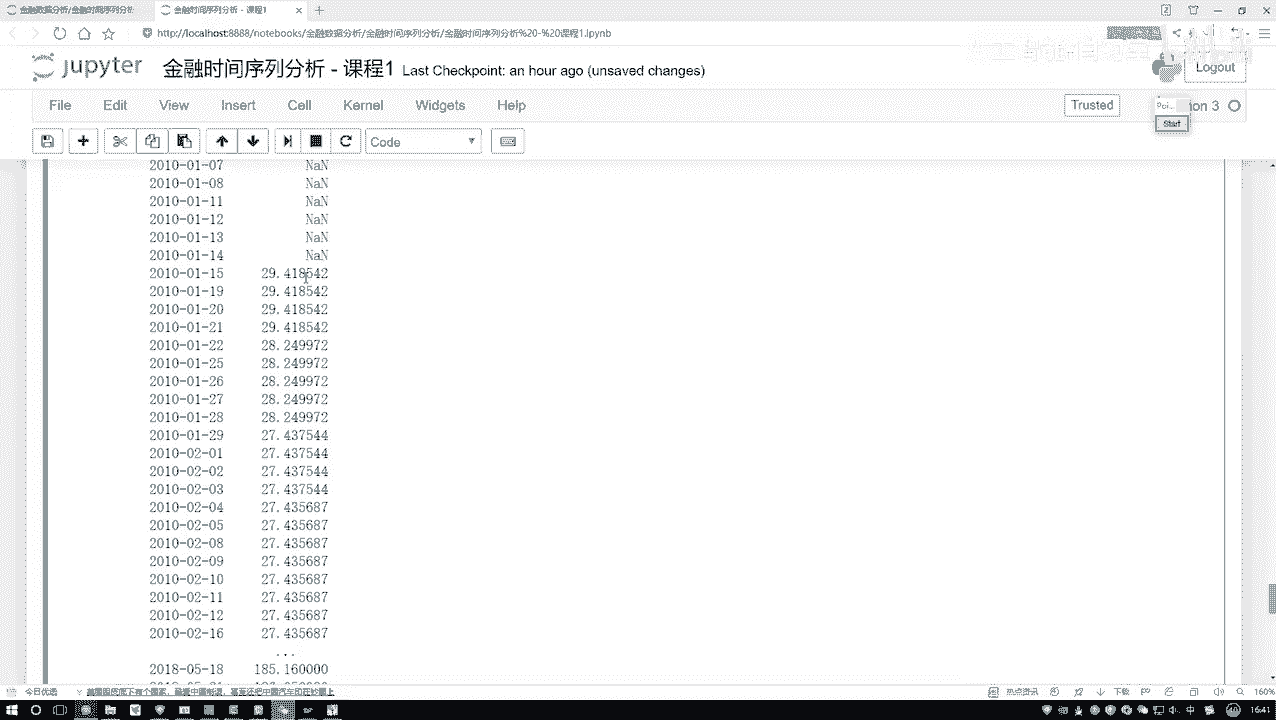 金融数据分析/金融时间序列分析
金融时间序列分析 - 课程1
http://localhost:8888/notebooks/金融数据分析/金融时间序列分析/金融时间序列分析%20-%20课程1.ipynb
jupyter 金融时间序列分析 - 课程1 Last Checkpoint: an hour ago (unsaved changes)
Logout
File Edit View Insert Cell Kernel Widgets Help
Trusted
Start
Code
2010-01-07 NaN
2010-01-08 NaN
2010-01-11 NaN
2010-01-12 NaN
2010-01-13 NaN
2010-01-14 NaN
2010-01-15 29.418542
2010-01-19 29.418542
2010-01-20 29.418542
2010-01-21 29.418542
2010-01-22 28.249972
2010-01-25 28.249972
2010-01-26 28.249972
2010-01-27 28.249972
2010-01-28 28.249972
2010-01-29 27.437544
2010-02-01 27.437544
2010-02-02 27.437544
2010-02-03 27.437544
2010-02-04 27.435687
2010-02-05 27.435687
2010-02-08 27.435687
2010-02-09 27.435687
2010-02-10 27.435687
2010-02-11 27.435687
2010-02-12 27.435687
2010-02-16 27.435687
...
2018-05-18 185.160000
今日优选
热点资讯
下载
160%
中
16:41